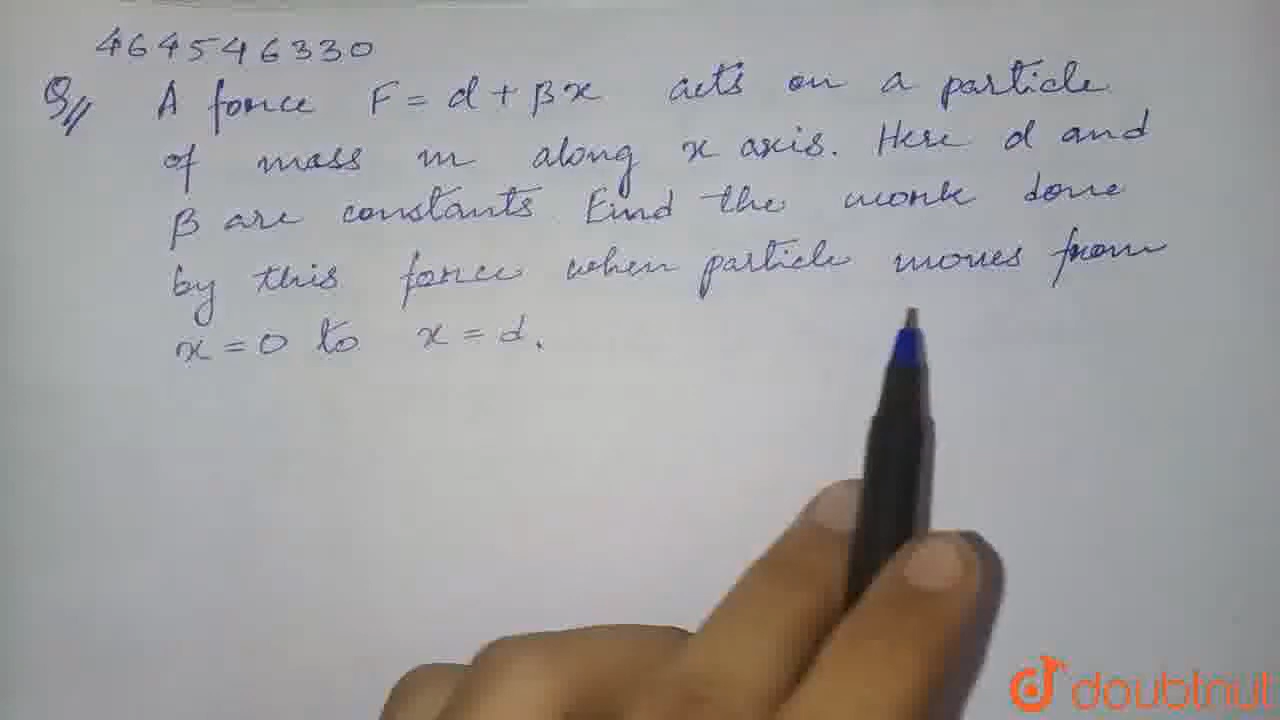 464546330
Q// A force F = d + βx acts on a particle
of mass m along x axis. Here d and
β are constants. Find the work done
by this force when particle moves from
x = 0 to x = d.
doubtnut